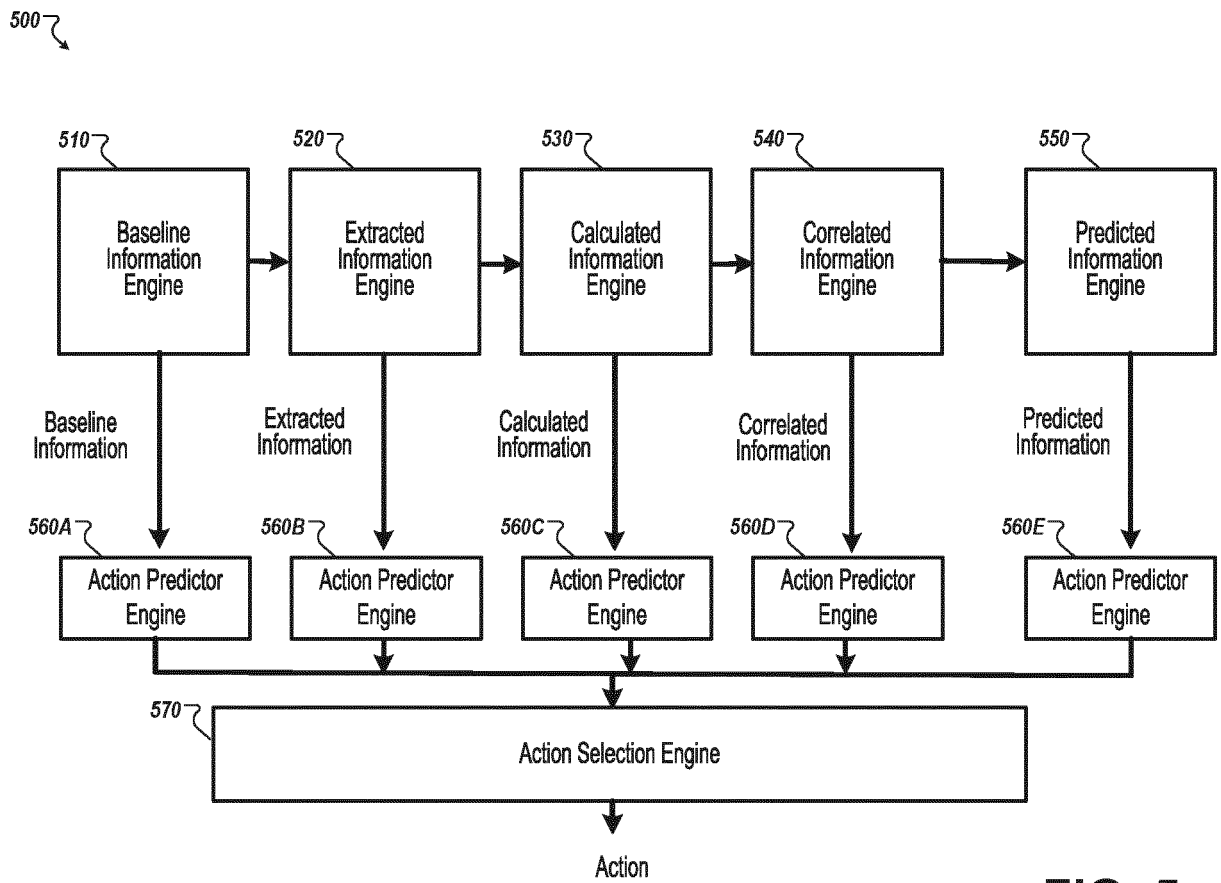 500
510
520
530
540
550
Baseline
Information
Engine
Extracted
Information
Engine
Calculated
Information
Engine
Correlated
Information
Engine
Predicted
Information
Engine
Baseline
Information
Extracted
Information
Calculated
Information
Correlated
Information
Predicted
Information
560A
560B
560C
560D
560E
Action Predictor
Engine
Action Predictor
Engine
Action Predictor
Engine
Action Predictor
Engine
Action Predictor
Engine
570
Action Selection Engine
Action